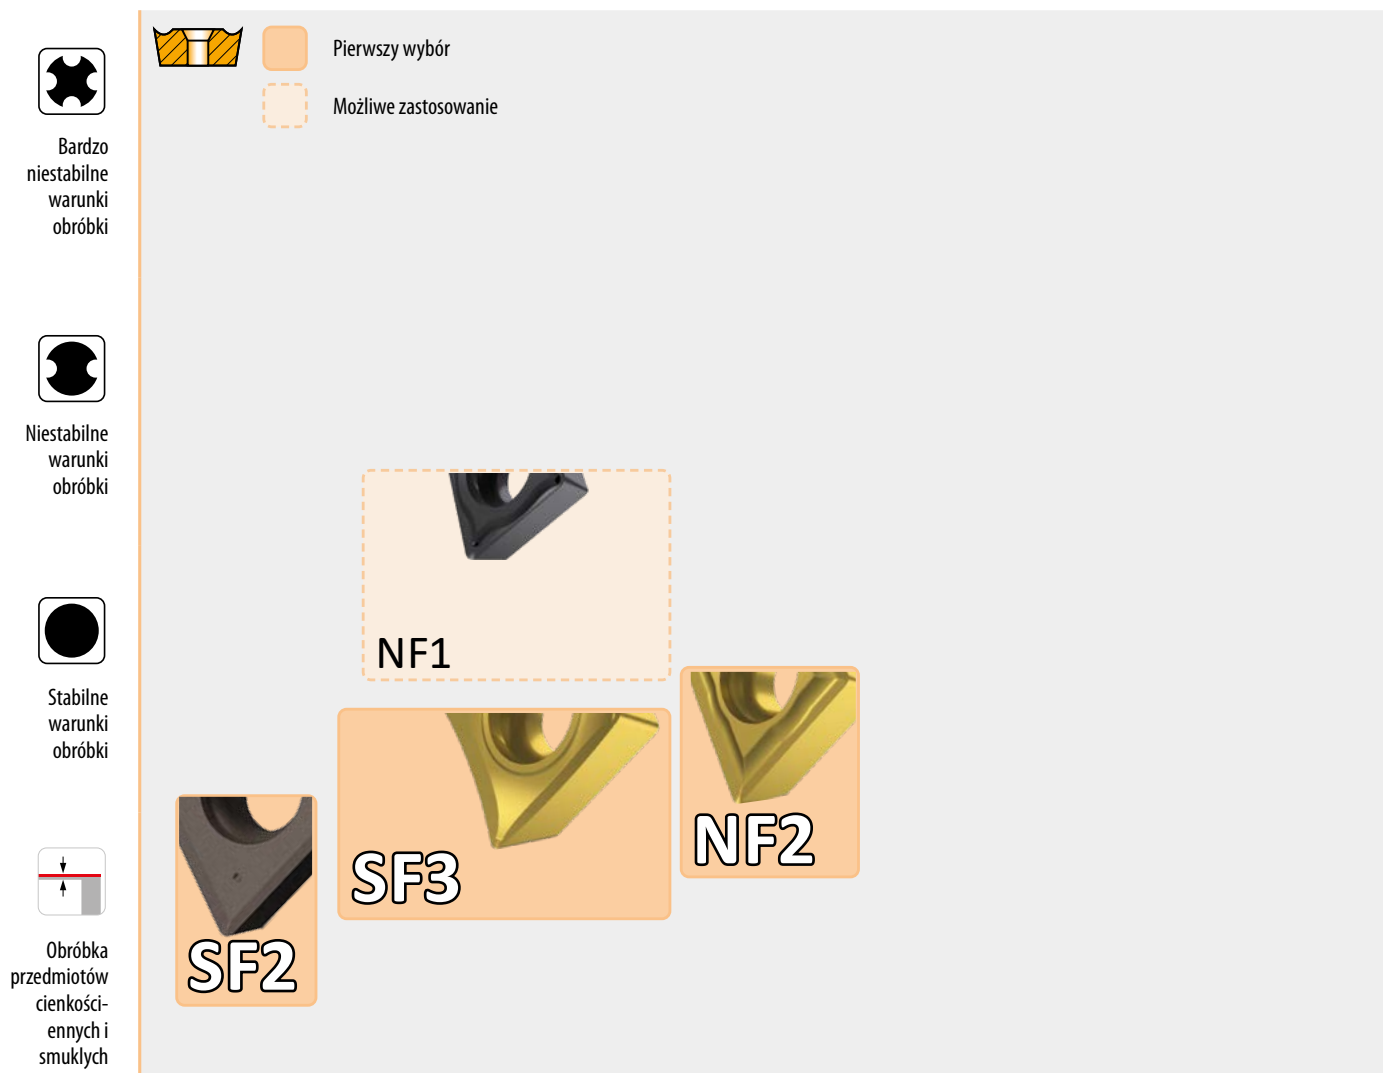 Pierwszy wybór
Możliwe zastosowanie
Bardzo
niestabilne
warunki
obróbki
Niestabilne
warunki
obróbki
Stabilne
warunki
obróbki
Obróbka
przedmiotów
cienkości-
ennych i
smuklych
NF1
NF2
SF3
SF2